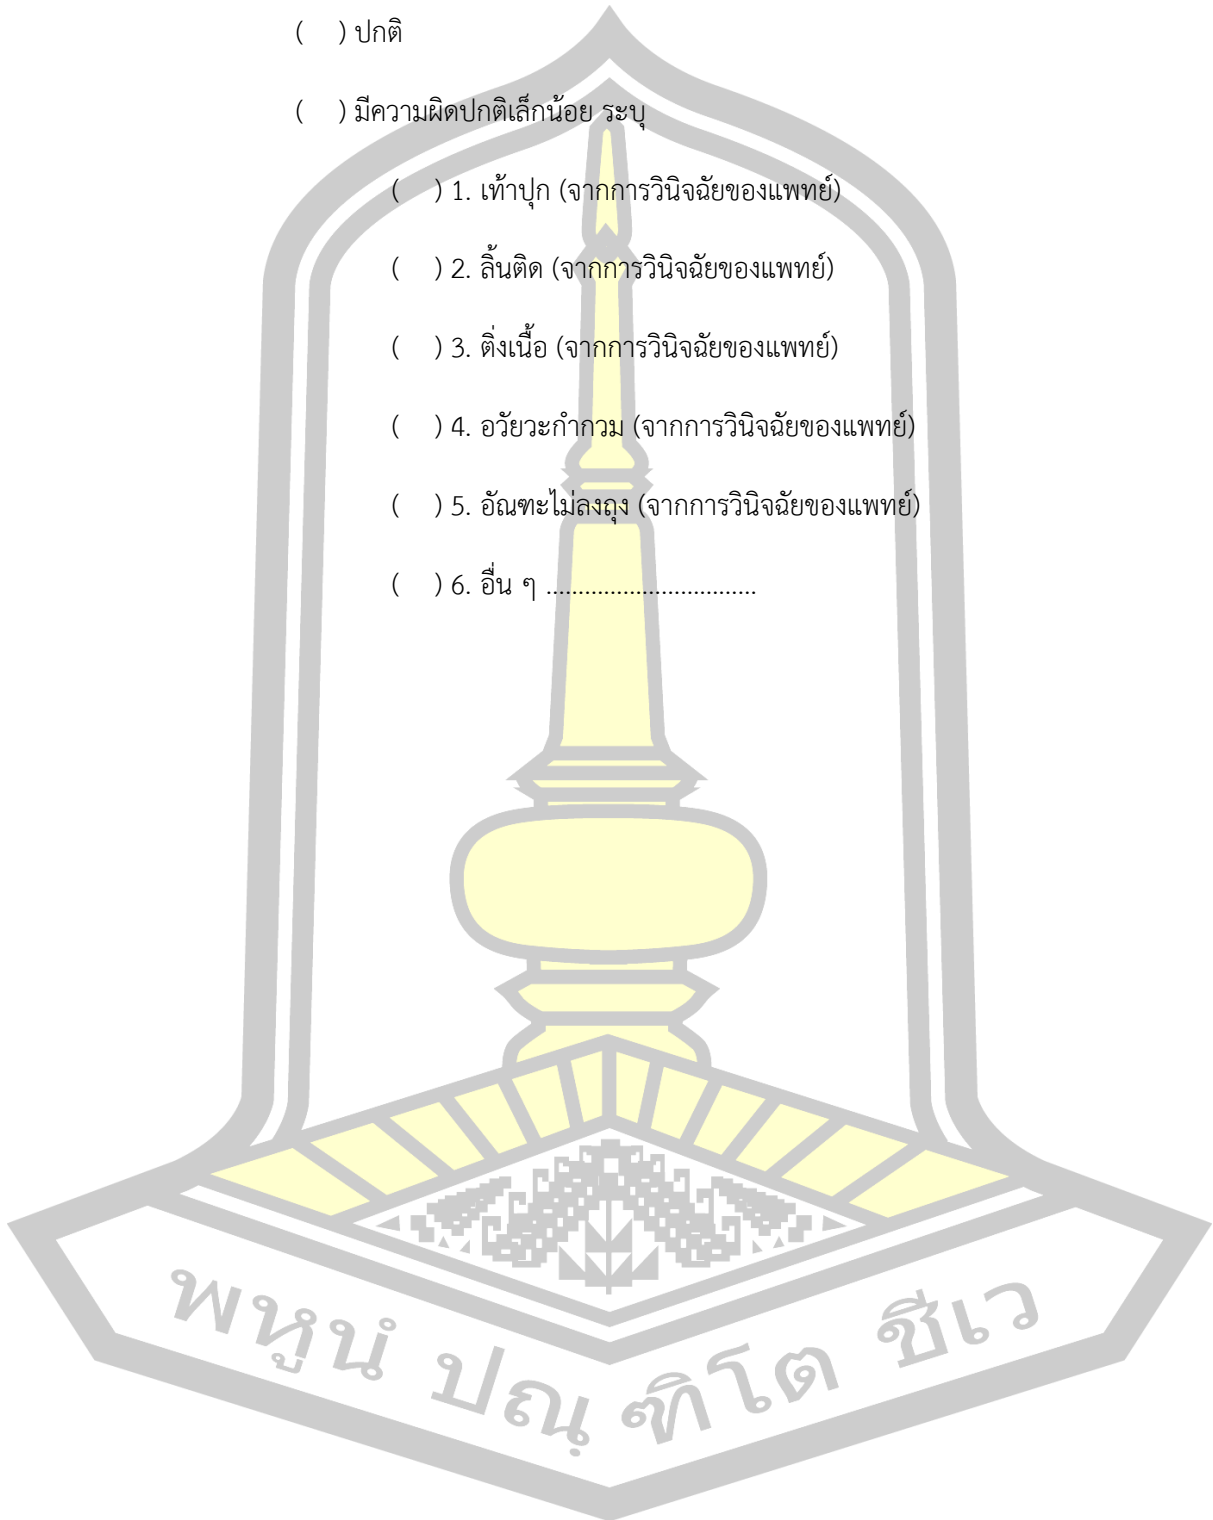 (    ) ปกติ
(    ) มีความผิดปกติเล็กน้อย ระบุ
(    ) 1. เท้าปุก (จากการวินิจฉัยของแพทย์)
(    ) 2. ลิ้นติด (จากการวินิจฉัยของแพทย์)
(    ) 3. ติ่งเนื้อ (จากการวินิจฉัยของแพทย์)
(    ) 4. อวัยวะกำกวม (จากการวินิจฉัยของแพทย์)
(    ) 5. อัณฑะไม่ลงถุง (จากการวินิจฉัยของแพทย์)
(    ) 6. อื่น ๆ .................................
พหูนํ ปณฺฑิโต ชีเว